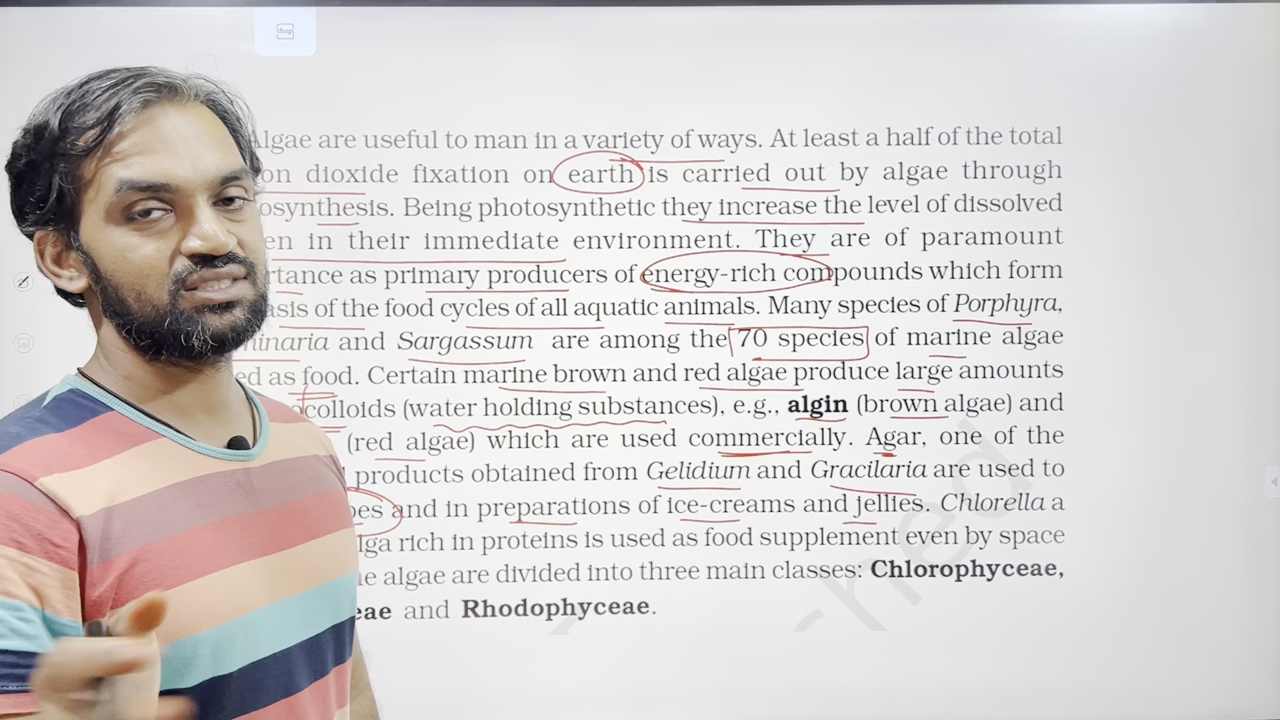 Algae are useful to man in a variety of ways. At least a half of the total
on dioxide fixation on earth is carried out by algae through
osynthesis. Being photosynthetic they increase the level of dissolved
en in their immediate environment. They are of paramount
rtance as primary producers of energy-rich compounds which form
asis of the food cycles of all aquatic animals. Many species of Porphyra,
inaria and Sargassum are among the 70 species of marine algae
ed as food. Certain marine brown and red algae produce large amounts
ocolloids (water holding substances), e.g., algin (brown algae) and
(red algae) which are used commercially. Agar, one of the
products obtained from Gelidium and Gracilaria are used to
bes and in preparations of ice-creams and jellies. Chlorella a
lga rich in proteins is used as food supplement even by space
e algae are divided into three main classes: Chlorophyceae,
eae and Rhodophyceae.